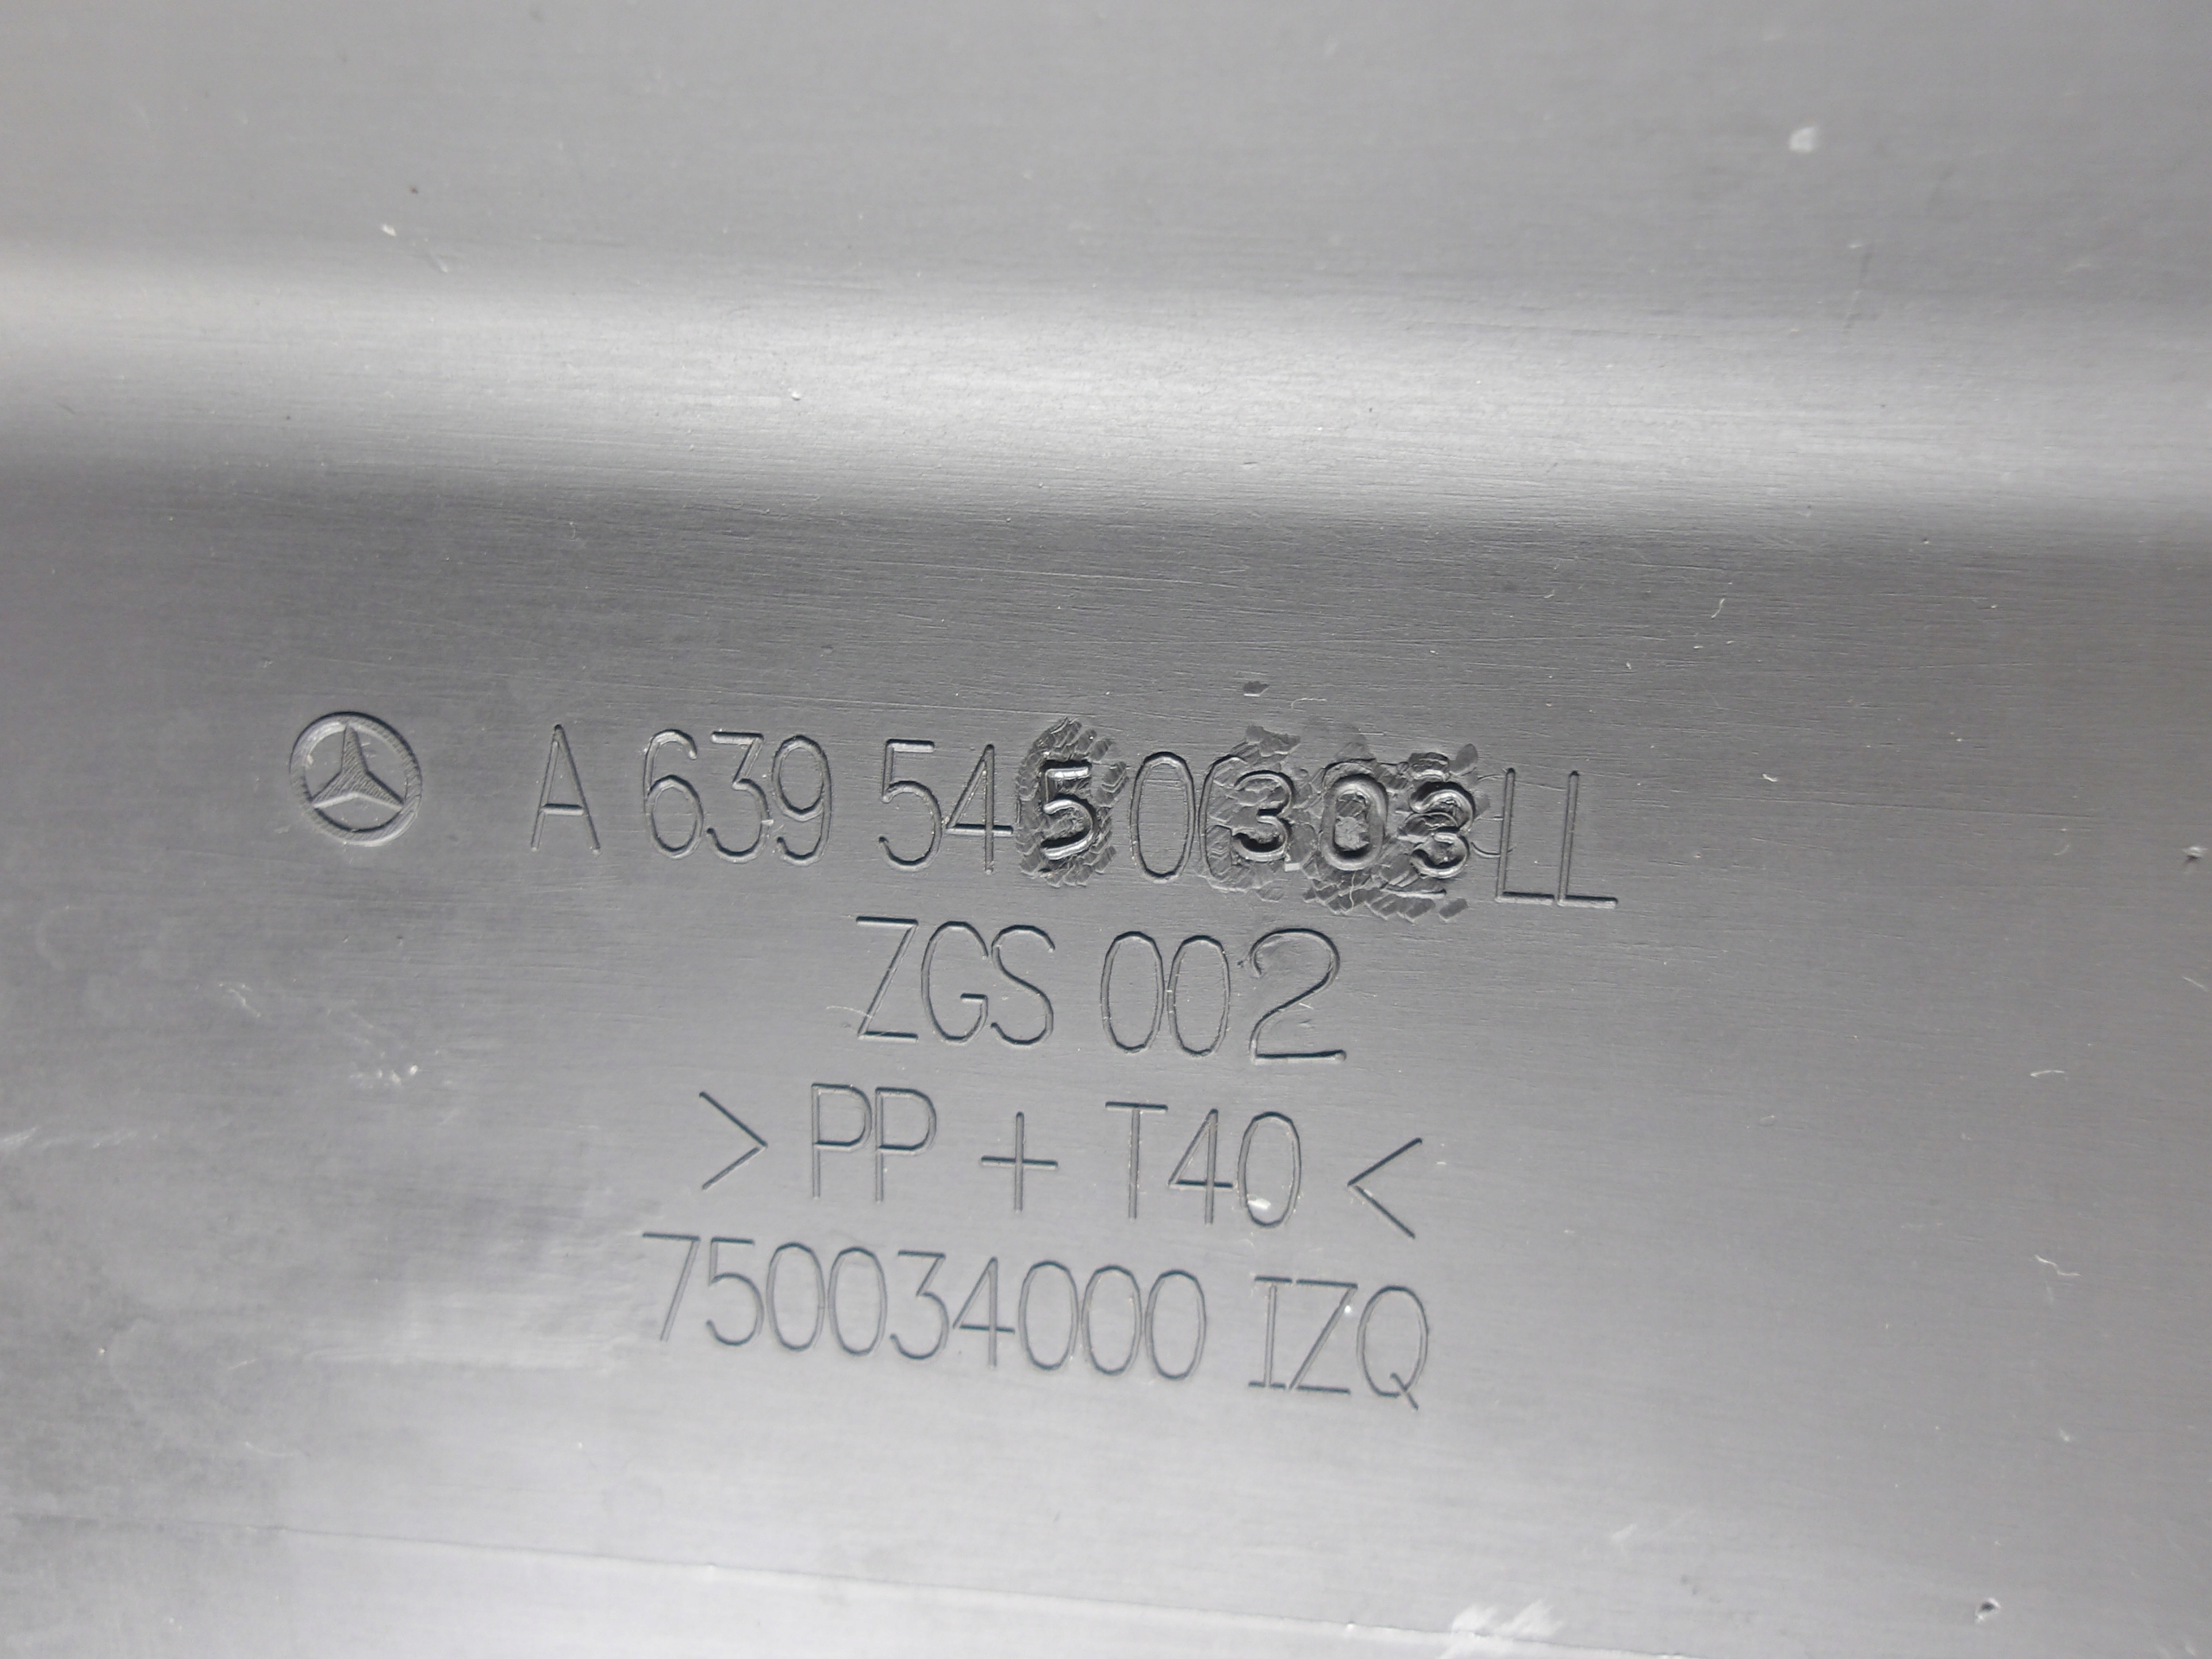 A 639 545 0303 LL
ZGS 002
> PP + T40 <
750034000 IZQ